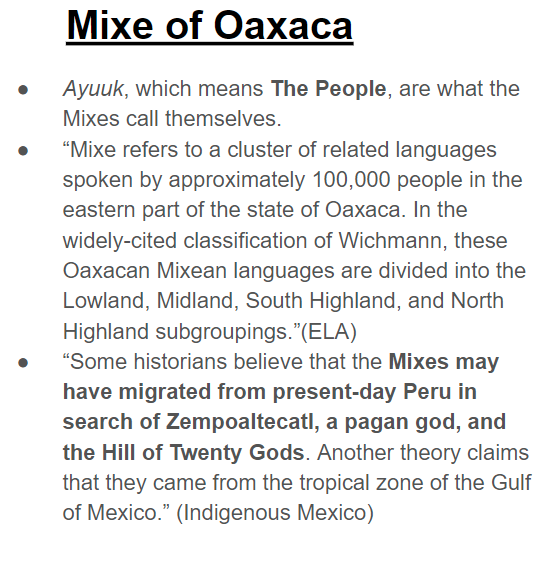 Mixe of Oaxaca
● Ayuuk, which means The People, are what the
Mixes call themselves.
● “Mixe refers to a cluster of related languages
spoken by approximately 100,000 people in the
eastern part of the state of Oaxaca. In the
widely-cited classification of Wichmann, these
Oaxacan Mixean languages are divided into the
Lowland, Midland, South Highland, and North
Highland subgroupings.”(ELA)
● “Some historians believe that the Mixes may
have migrated from present-day Peru in
search of Zempoaltecatl, a pagan god, and
the Hill of Twenty Gods. Another theory claims
that they came from the tropical zone of the Gulf
of Mexico.” (Indigenous Mexico)